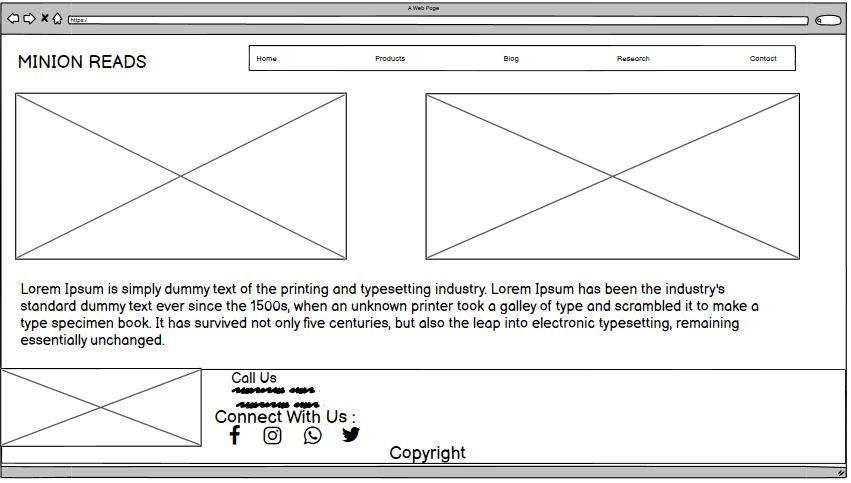 A Web Page
https://
MINION READS
Home Products Blog Research Contact
Lorem Ipsum is simply dummy text of the printing and typesetting industry. Lorem Ipsum has been the industry's
standard dummy text ever since the 1500s, when an unknown printer took a galley of type and scrambled it to make a
type specimen book. It has survived not only five centuries, but also the leap into electronic typesetting, remaining
essentially unchanged.
Call Us
Connect With Us :
Copyright